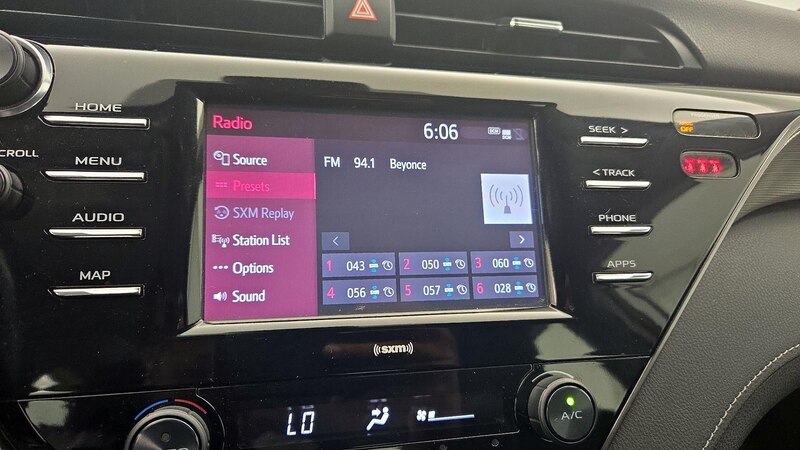 HOME
SCROLL
MENU
AUDIO
MAP
Radio
6:06
DCM
Source
Presets
SXM Replay
Station List
Options
Sound
FM 94.1 Beyonce
< >
1 043 2 050 3 060
4 056 5 057 6 028
SEEK >
< TRACK
PHONE
APPS
OFF
((sxm))
LO
A/C